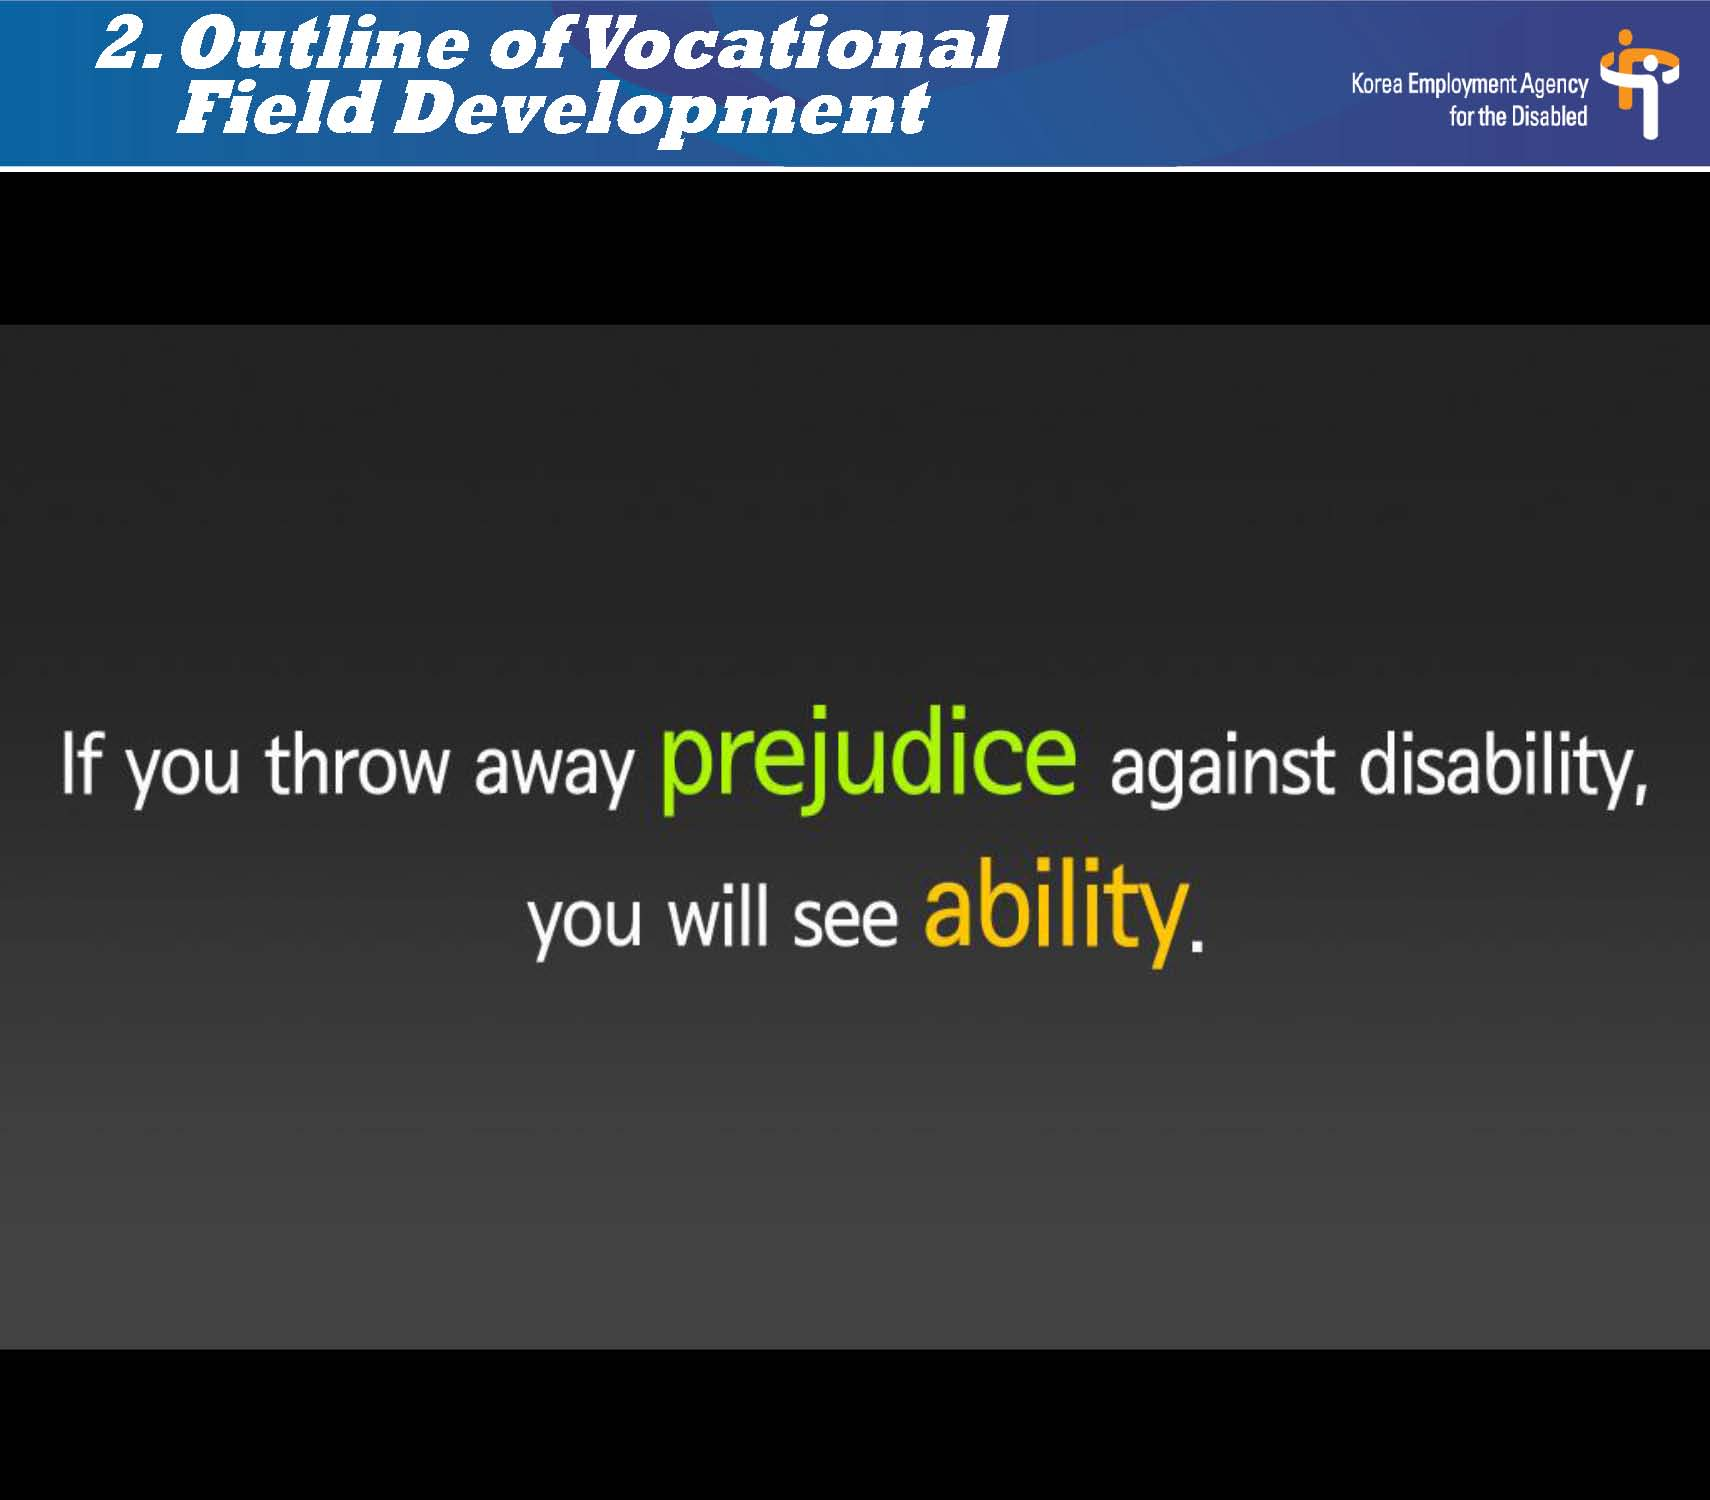 2. Outline of Vocational
Field Development
Korea Employment Agency
for the Disabled
If you throw away prejudice against disability,
you will see ability.